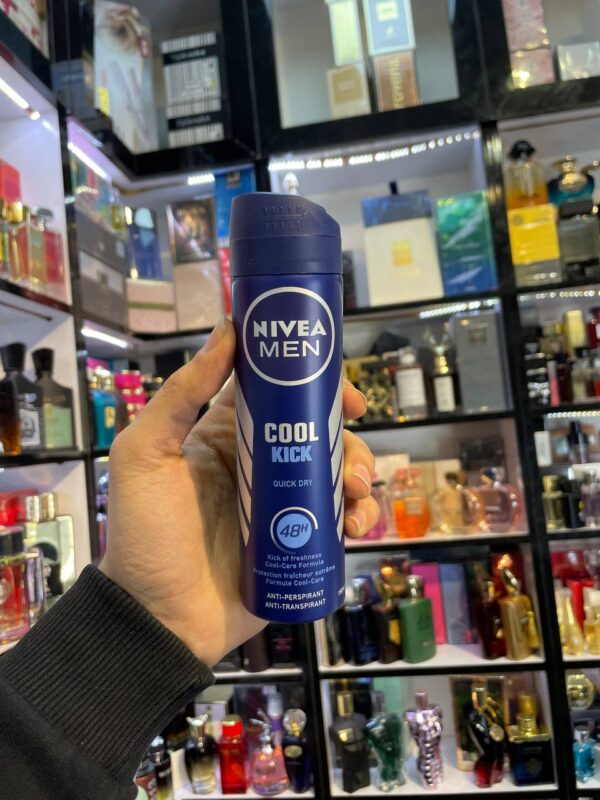 NIVEA
MEN
COOL
KICK
QUICK DRY
48H
Kick of freshness
Cool-Care Formula
Protection fraîcheur extrême
Formule Cool-Care
ANTI-PERSPIRANT
ANTI-TRANSPIRANT